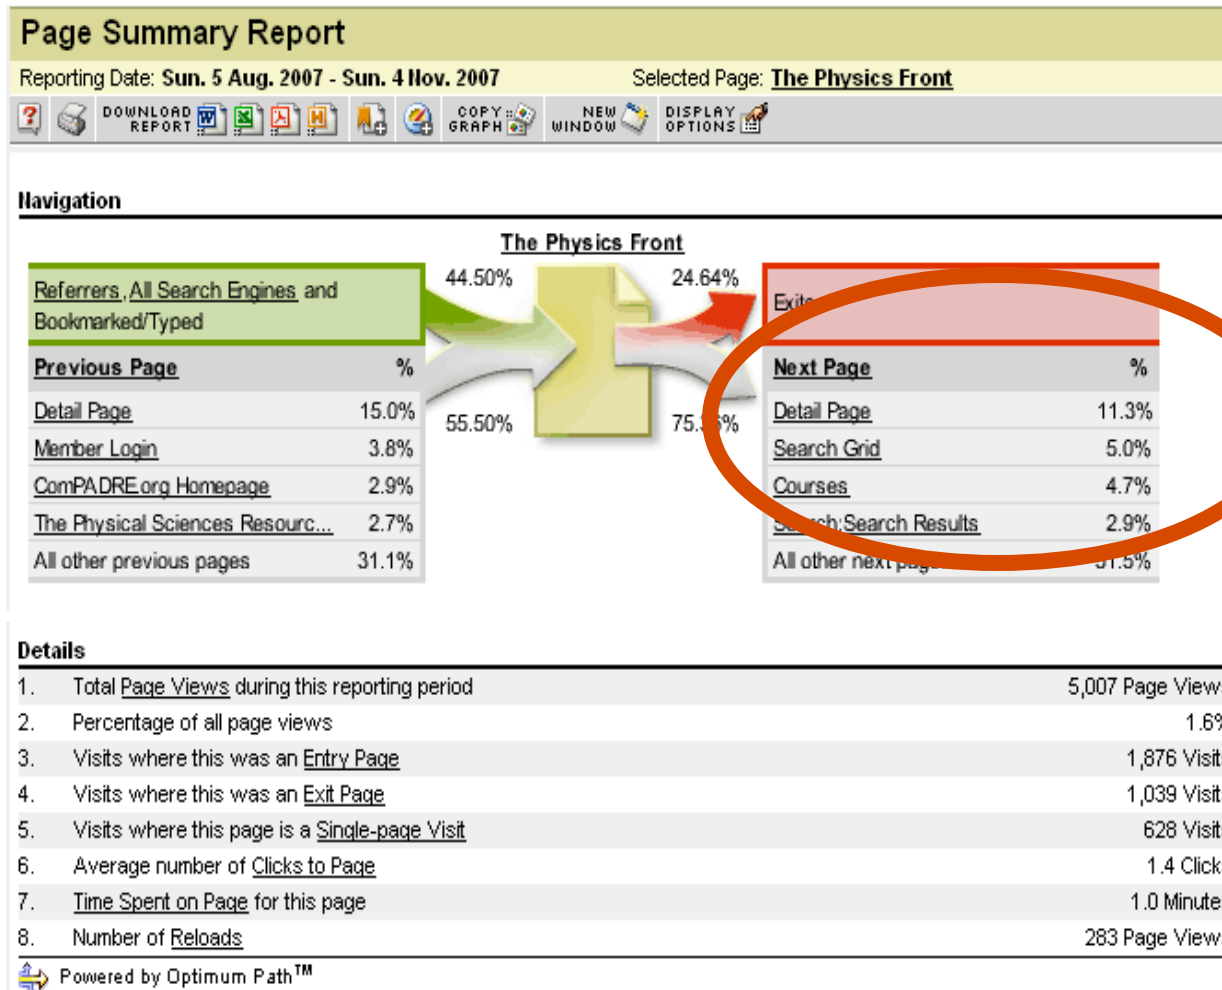 Page Summary Report
Reporting Date: Sun. 5 Aug. 2007 - Sun. 4 Nov. 2007 Selected Page: The Physics Front
DOWNLOAD REPORT COPY GRAPH NEW WINDOW DISPLAY OPTIONS
Navigation
The Physics Front
Referrers, All Search Engines and
Bookmarked/Typed
44.50%
24.64%
Exits
Previous Page %
Detail Page 15.0%
Member Login 3.8%
ComPADRE.org Homepage 2.9%
The Physical Sciences Resourc... 2.7%
All other previous pages 31.1%
55.50%
75.36%
Next Page %
Detail Page 11.3%
Search Grid 5.0%
Courses 4.7%
Search:Search Results 2.9%
All other next 51.5%
Details
1. Total Page Views during this reporting period 5,007 Page View
2. Percentage of all page views 1.6%
3. Visits where this was an Entry Page 1,876 Visit
4. Visits where this was an Exit Page 1,039 Visit
5. Visits where this page is a Single-page Visit 628 Visit
6. Average number of Clicks to Page 1.4 Click
7. Time Spent on Page for this page 1.0 Minute
8. Number of Reloads 283 Page View
Powered by Optimum Path™